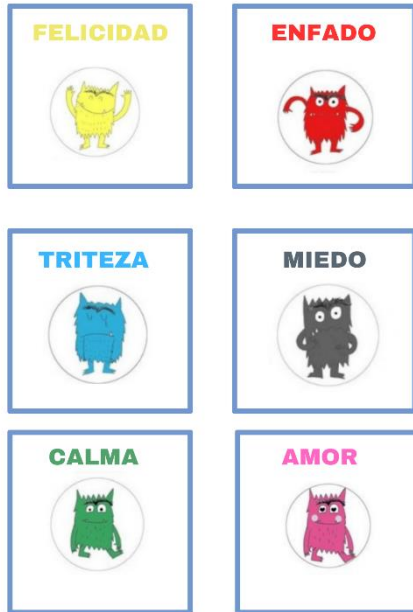 FELICIDAD
ENFADO
TRITEZA
MIEDO
CALMA
AMOR